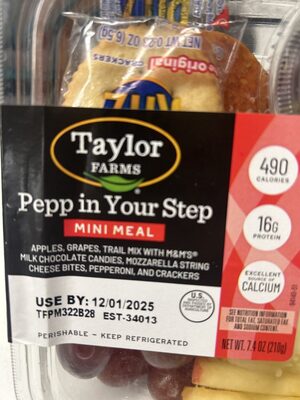 NET WT 0.23 OZ (6.5g)
original
CRACKERS
Taylor
FARMS
Pepp in Your Step
MINI MEAL
APPLES, GRAPES, TRAIL MIX WITH M&M'S®
MILK CHOCOLATE CANDIES, MOZZARELLA STRING
CHEESE BITES, PEPPERONI, AND CRACKERS
490
CALORIES
16G
PROTEIN
EXCELLENT
SOURCE OF
CALCIUM
USE BY: 12/01/2025
TFPM322B28 EST-34013
U.S.
PERISHABLE - KEEP REFRIGERATED
SEE NUTRITION INFORMATION
FOR TOTAL FAT, SATURATED FAT
AND SODIUM CONTENT.
NET WT. 7.4 OZ (210g)